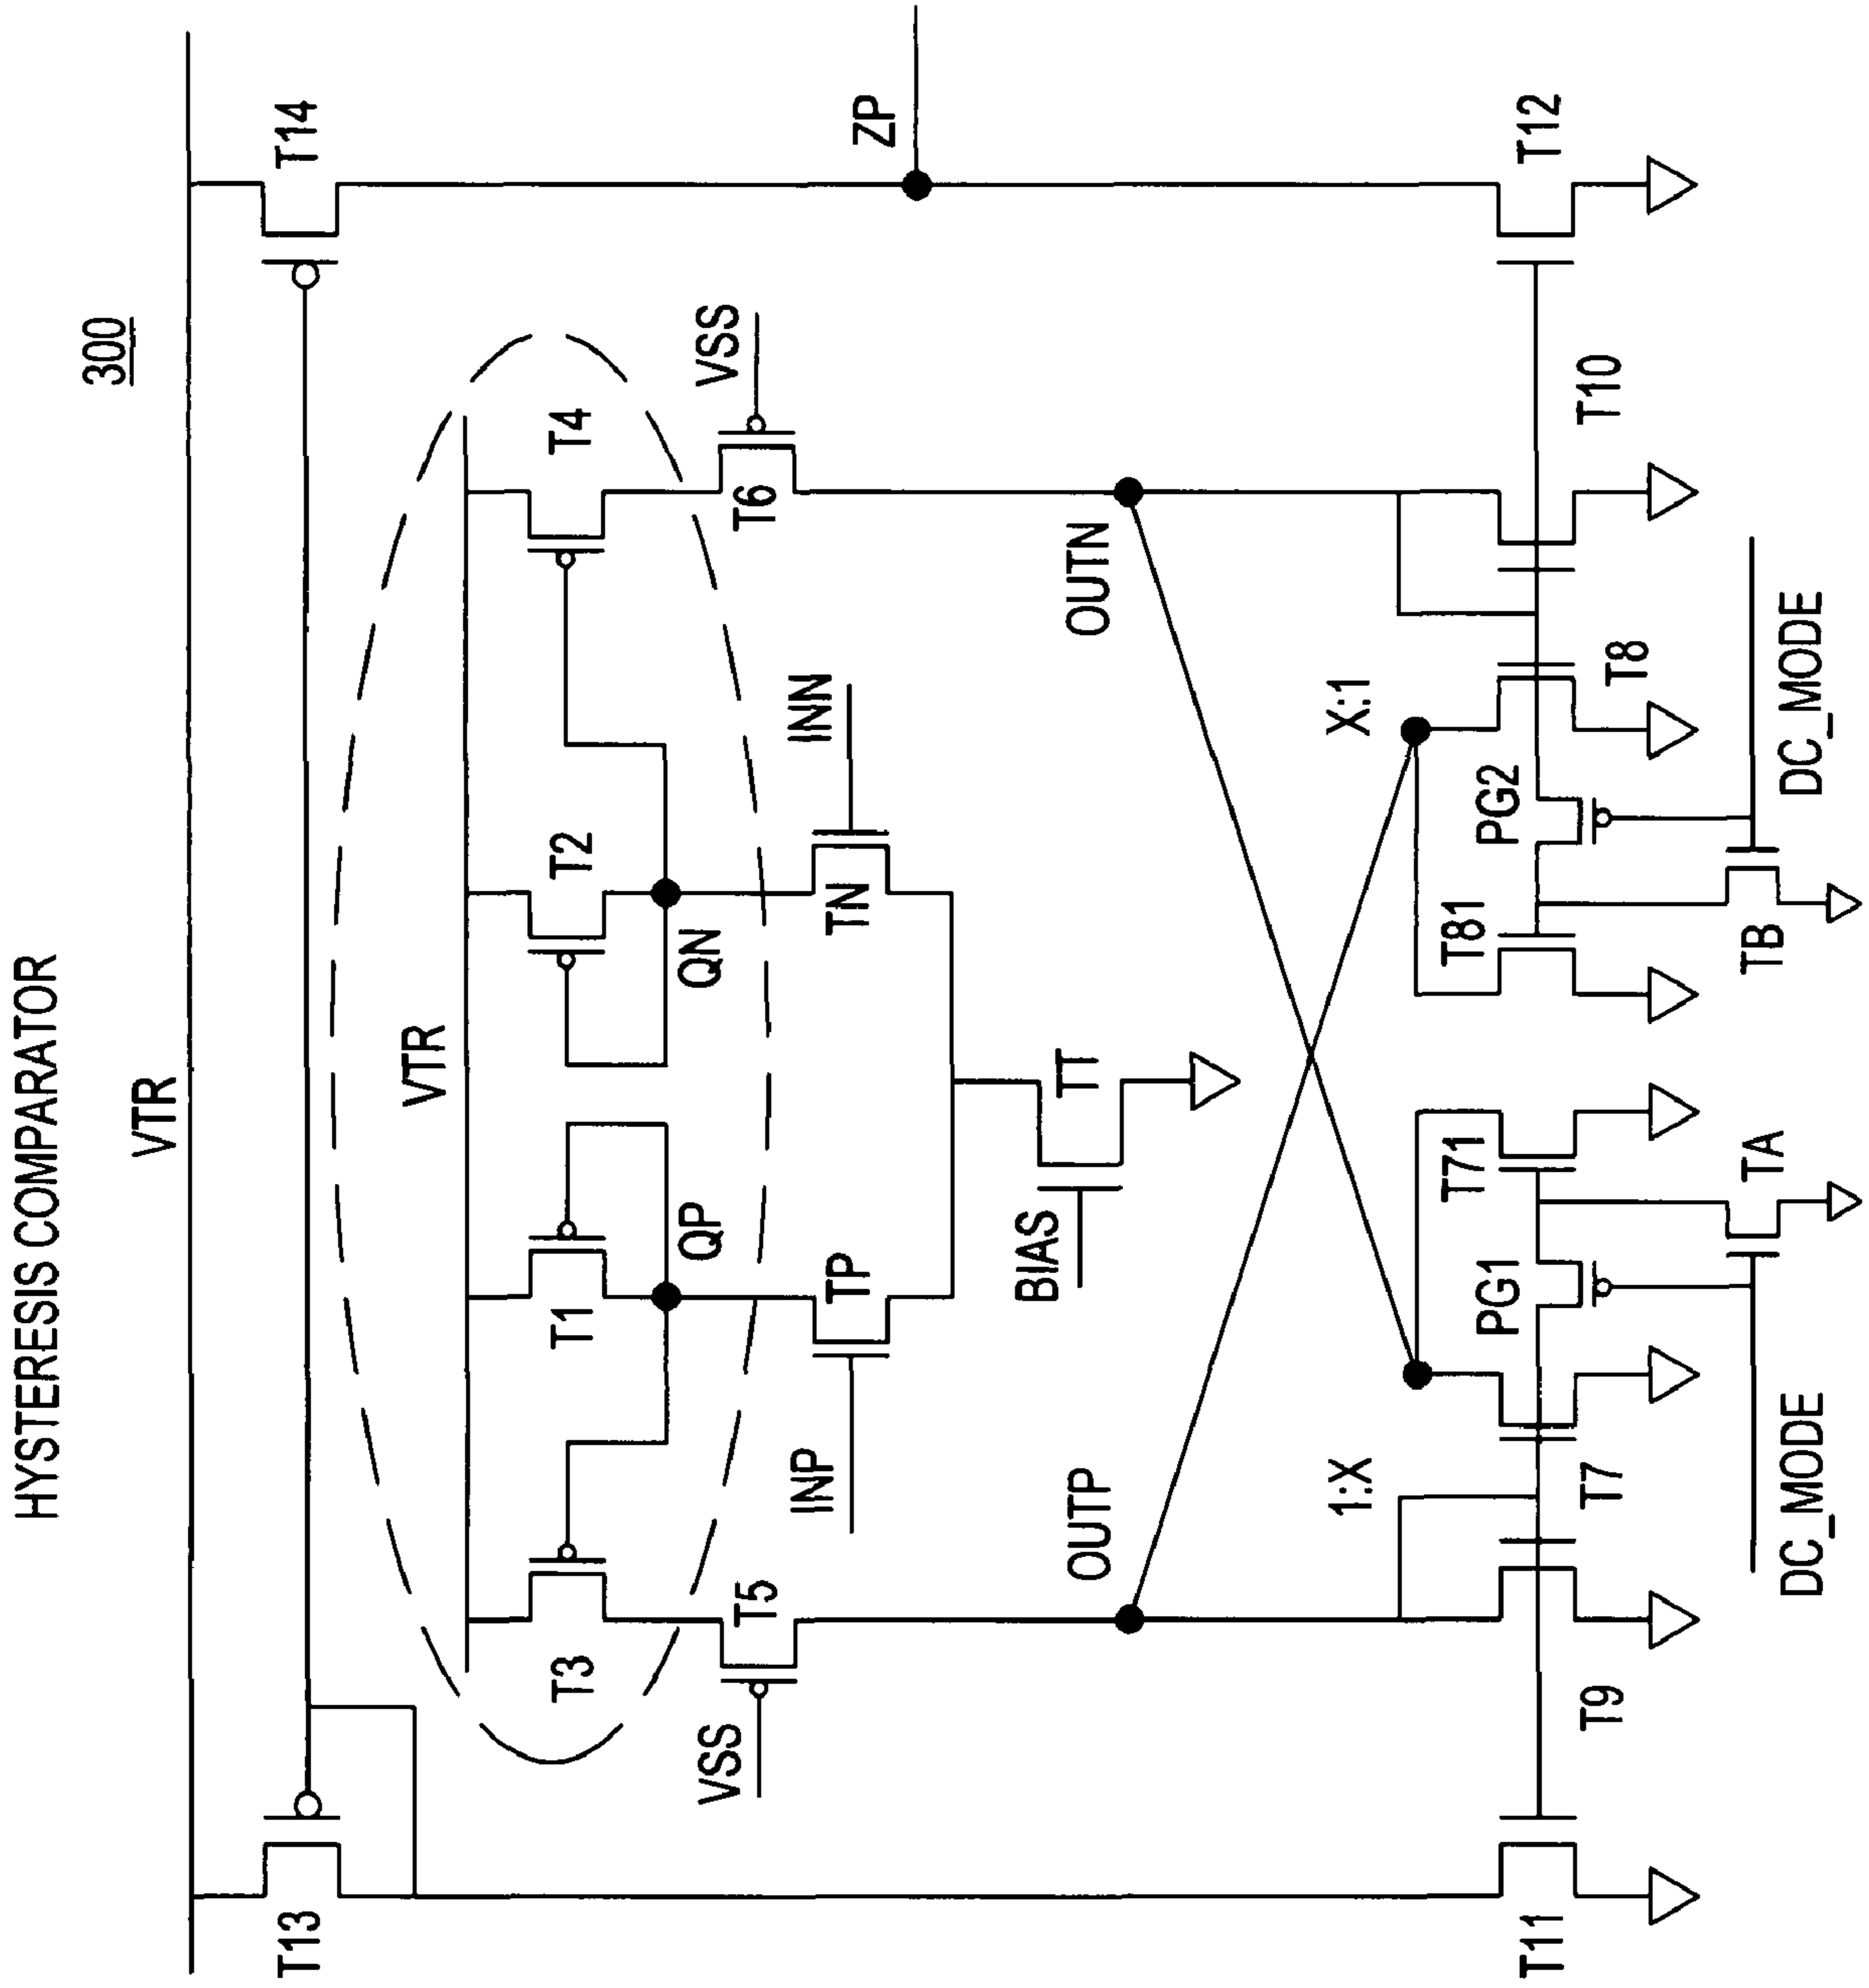 HYSTERESIS COMPARATOR
300
VTR
T13
T14
VTR
T3
T1
T2
T4
QP
QN
VSS
T5
T6
VSS
INP
TP
TN
INN
ZP
BIAS
TT
OUTP
OUTN
1:X
X:1
T11
T9
T7
PG1
T71
T81
PG2
T8
T10
T12
TA
TB
DC_MODE
DC_MODE